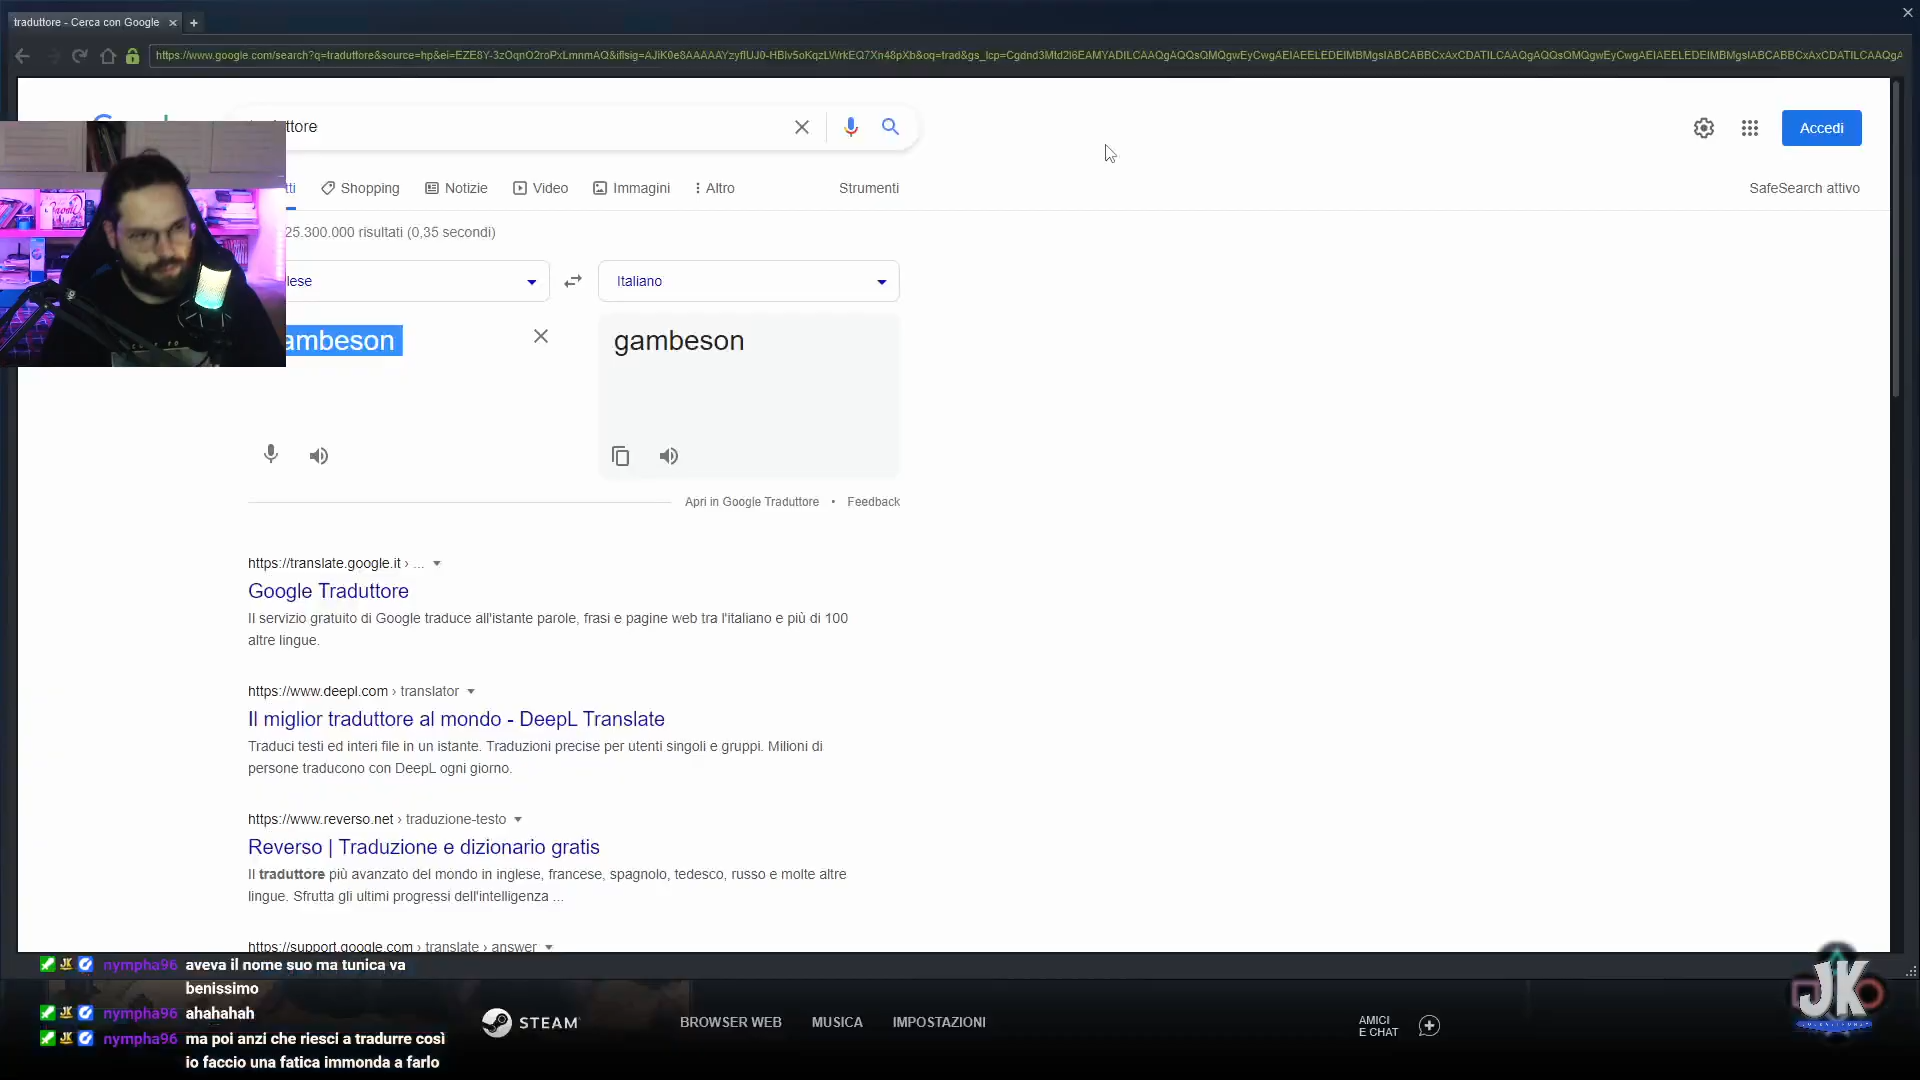 traduttore - Cerca con Google
https://www.google.com/search?q=traduttore&source=hp&ei=EZE8Y-3zOqnO2roPxLmnmAQ&iflsig=AJiK0e8AAAAAYzyflUJ0-HBlv5oKqzLWrkEQ7Xn48pXb&oq=trad&gs_lcp=Cgdnd3Mtd2l6EAMYADILCAAQgAQQsQMQgwEyCwgAEIAEELEDEIMBMgsIABCABBCxAxCDATILCAAQgAQQsQMQgwEyCwgAEIAEELEDEIMBMgsIABCABBCxAxCDATILCAAQgA
ttore
Accedi
tti
Shopping
Notizie
Video
Immagini
Altro
Strumenti
SafeSearch attivo
25.300.000 risultati (0,35 secondi)
lese
Italiano
ambeson
gambeson
Apri in Google Traduttore • Feedback
https://translate.google.it › ...
Google Traduttore
Il servizio gratuito di Google traduce all'istante parole, frasi e pagine web tra l'italiano e più di 100
altre lingue.
https://www.deepl.com › translator
Il miglior traduttore al mondo - DeepL Translate
Traduci testi ed interi file in un istante. Traduzioni precise per utenti singoli e gruppi. Milioni di
persone traducono con DeepL ogni giorno.
https://www.reverso.net › traduzione-testo
Reverso | Traduzione e dizionario gratis
Il traduttore più avanzato del mondo in inglese, francese, spagnolo, tedesco, russo e molte altre
lingue. Sfrutta gli ultimi progressi dell'intelligenza ...
https://support.google.com › translate › answer
nympha96 aveva il nome suo ma tunica va
benissimo
nympha96 ahahahah
nympha96 ma poi anzi che riesci a tradurre così
io faccio una fatica immonda a farlo
STEAM
BROWSER WEB
MUSICA
IMPOSTAZIONI
AMICI
E CHAT
JK